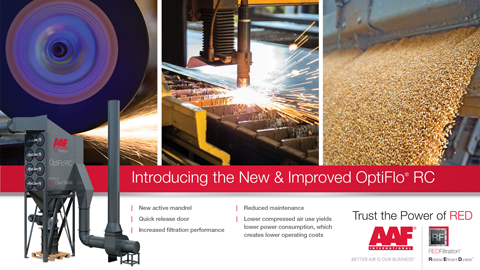 AAF
OptiFlo RC
Introducing the New & Improved OptiFlo® RC
New active mandrel
Quick release door
Increased filtration performance
Reduced maintenance
Lower compressed air use yields
lower power consumption, which
creates lower operating costs
Trust the Power of RED
AAF
INTERNATIONAL
BETTER AIR IS OUR BUSINESS®
RF
REDFiltration
Reliable Efficient Durable